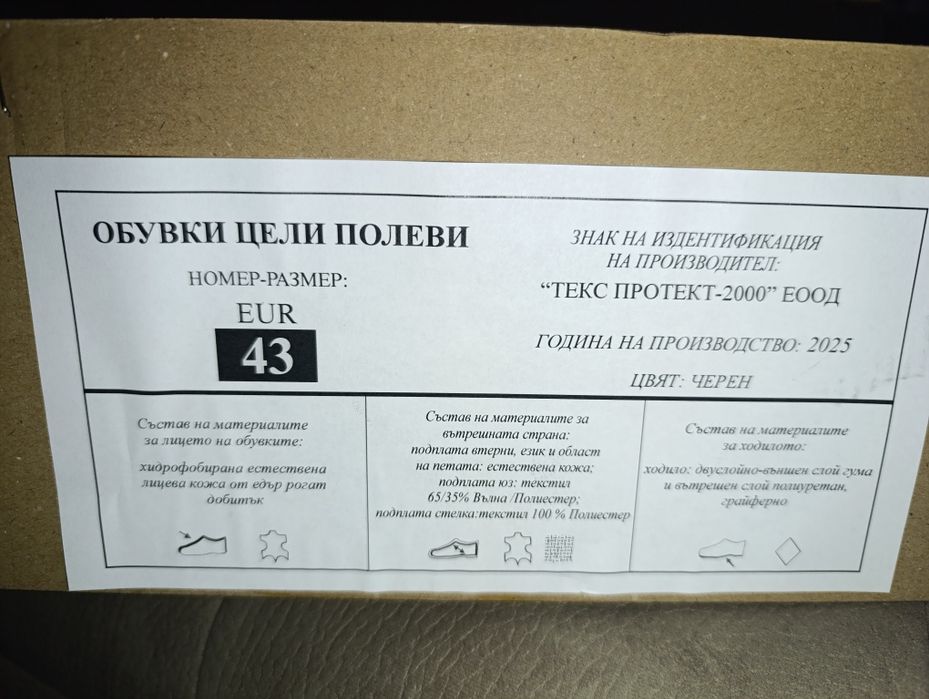 ОБУВКИ ЦЕЛИ ПОЛЕВИ
НОМЕР-РАЗМЕР:
EUR
43
ЗНАК НА ИЗДЕНТИФИКАЦИЯ
НА ПРОИЗВОДИТЕЛ:
“ТЕКС ПРОТЕКТ-2000” ЕООД
ГОДИНА НА ПРОИЗВОДСТВО: 2025
ЦВЯТ: ЧЕРЕН
Състав на материалите
за лицето на обувките:
хидрофобирана естествена
лицева кожа от едър рогат
добитък
Състав на материалите за
вътрешната страна:
подплата втерни, език и област
на петата: естествена кожа;
подплата юз: текстил
65/35% Вълна /Полиестер;
подплата стелка:текстил 100 % Полиестер
Състав на материалите
за ходилото:
ходило: двуслойно-външен слой гума
и вътрешен слой полиуретан,
грайферно